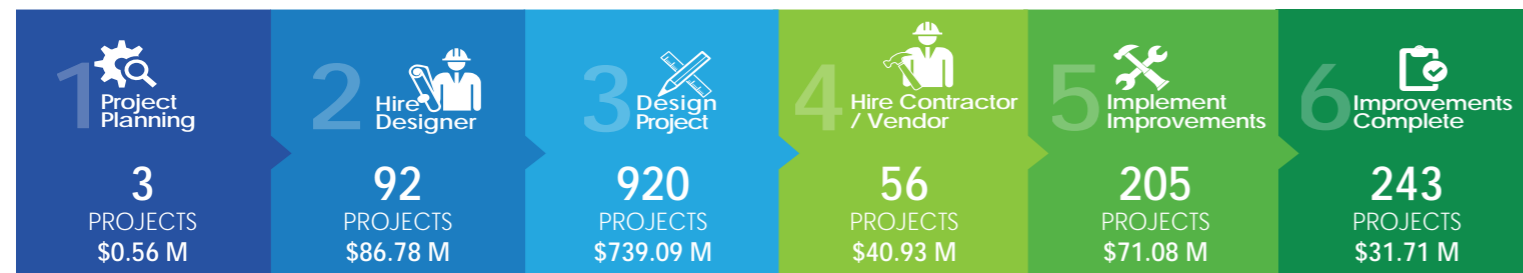 1
Project
Planning
3
PROJECTS
$0.56 M
2
Hire
Designer
92
PROJECTS
$86.78 M
3
Design
Project
920
PROJECTS
$739.09 M
4
Hire Contractor
/ Vendor
56
PROJECTS
$40.93 M
5
Implement
Improvements
205
PROJECTS
$71.08 M
6
Improvements
Complete
243
PROJECTS
$31.71 M